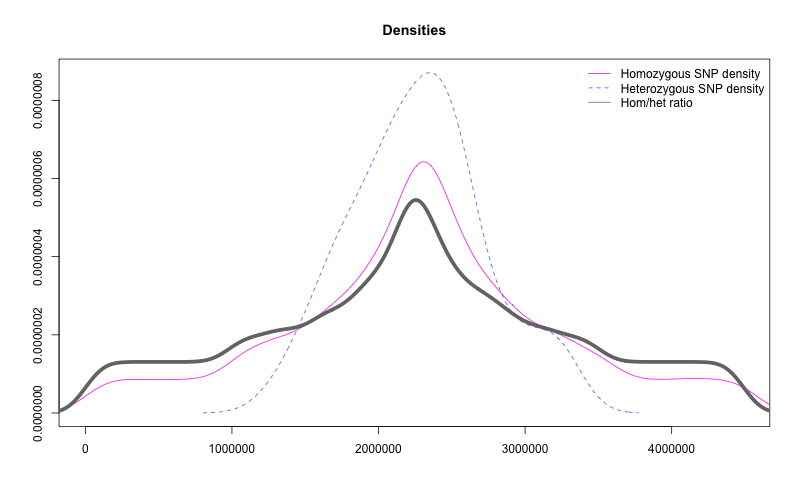 Densities
Homozygous SNP density
Heterozygous SNP density
Hom/het ratio
0.0000008
0.0000006
0.0000004
0.0000002
0.0000000
0 1000000 2000000 3000000 4000000